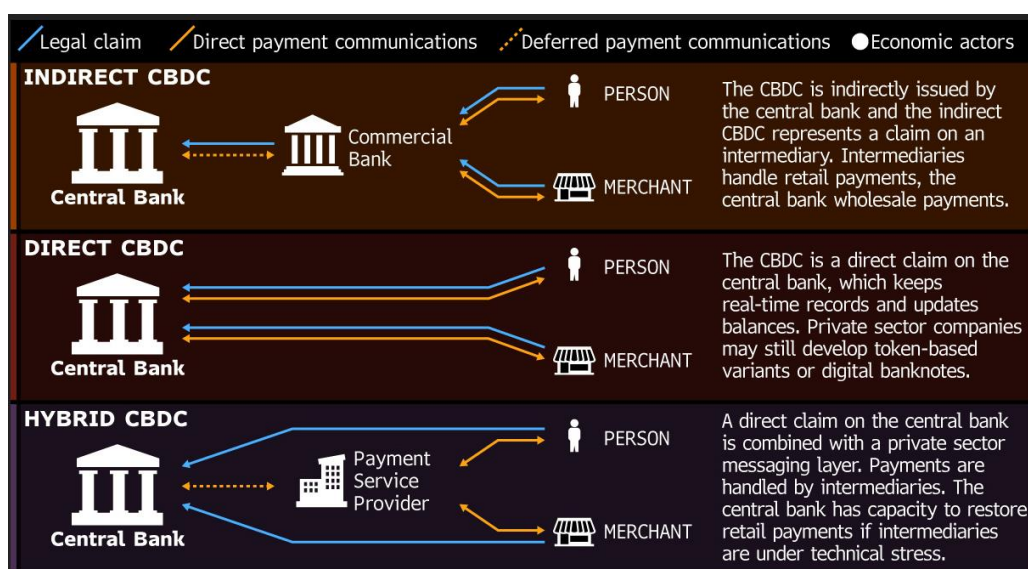 Legal claim
Direct payment communications
Deferred payment communications
Economic actors
INDIRECT CBDC
Central Bank
Commercial
Bank
PERSON
MERCHANT
The CBDC is indirectly issued by
the central bank and the indirect
CBDC represents a claim on an
intermediary. Intermediaries
handle retail payments, the
central bank wholesale payments.
DIRECT CBDC
Central Bank
PERSON
MERCHANT
The CBDC is a direct claim on the
central bank, which keeps
real-time records and updates
balances. Private sector companies
may still develop token-based
variants or digital banknotes.
HYBRID CBDC
Central Bank
Payment
Service
Provider
PERSON
MERCHANT
A direct claim on the central bank
is combined with a private sector
messaging layer. Payments are
handled by intermediaries. The
central bank has capacity to restore
retail payments if intermediaries
are under technical stress.